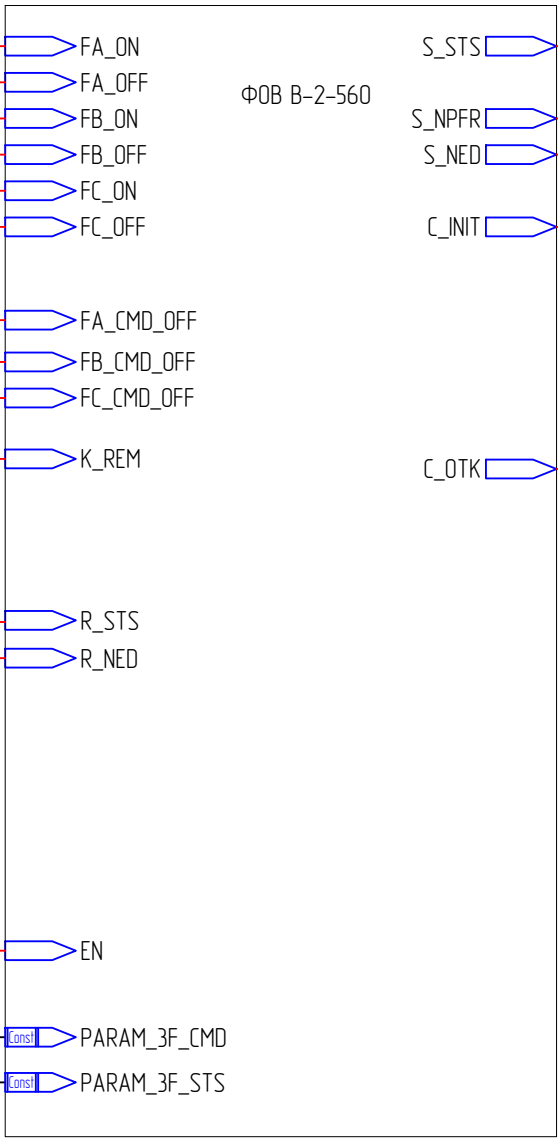 FA_ON
S_STS
FA_OFF
ФОВ В-2-560
FB_ON
S_NPFR
FB_OFF
S_NED
FC_ON
FC_OFF
C_INIT
FA_CMD_OFF
FB_CMD_OFF
FC_CMD_OFF
K_REM
C_OTK
R_STS
R_NED
EN
Const
PARAM_3F_CMD
Const
PARAM_3F_STS